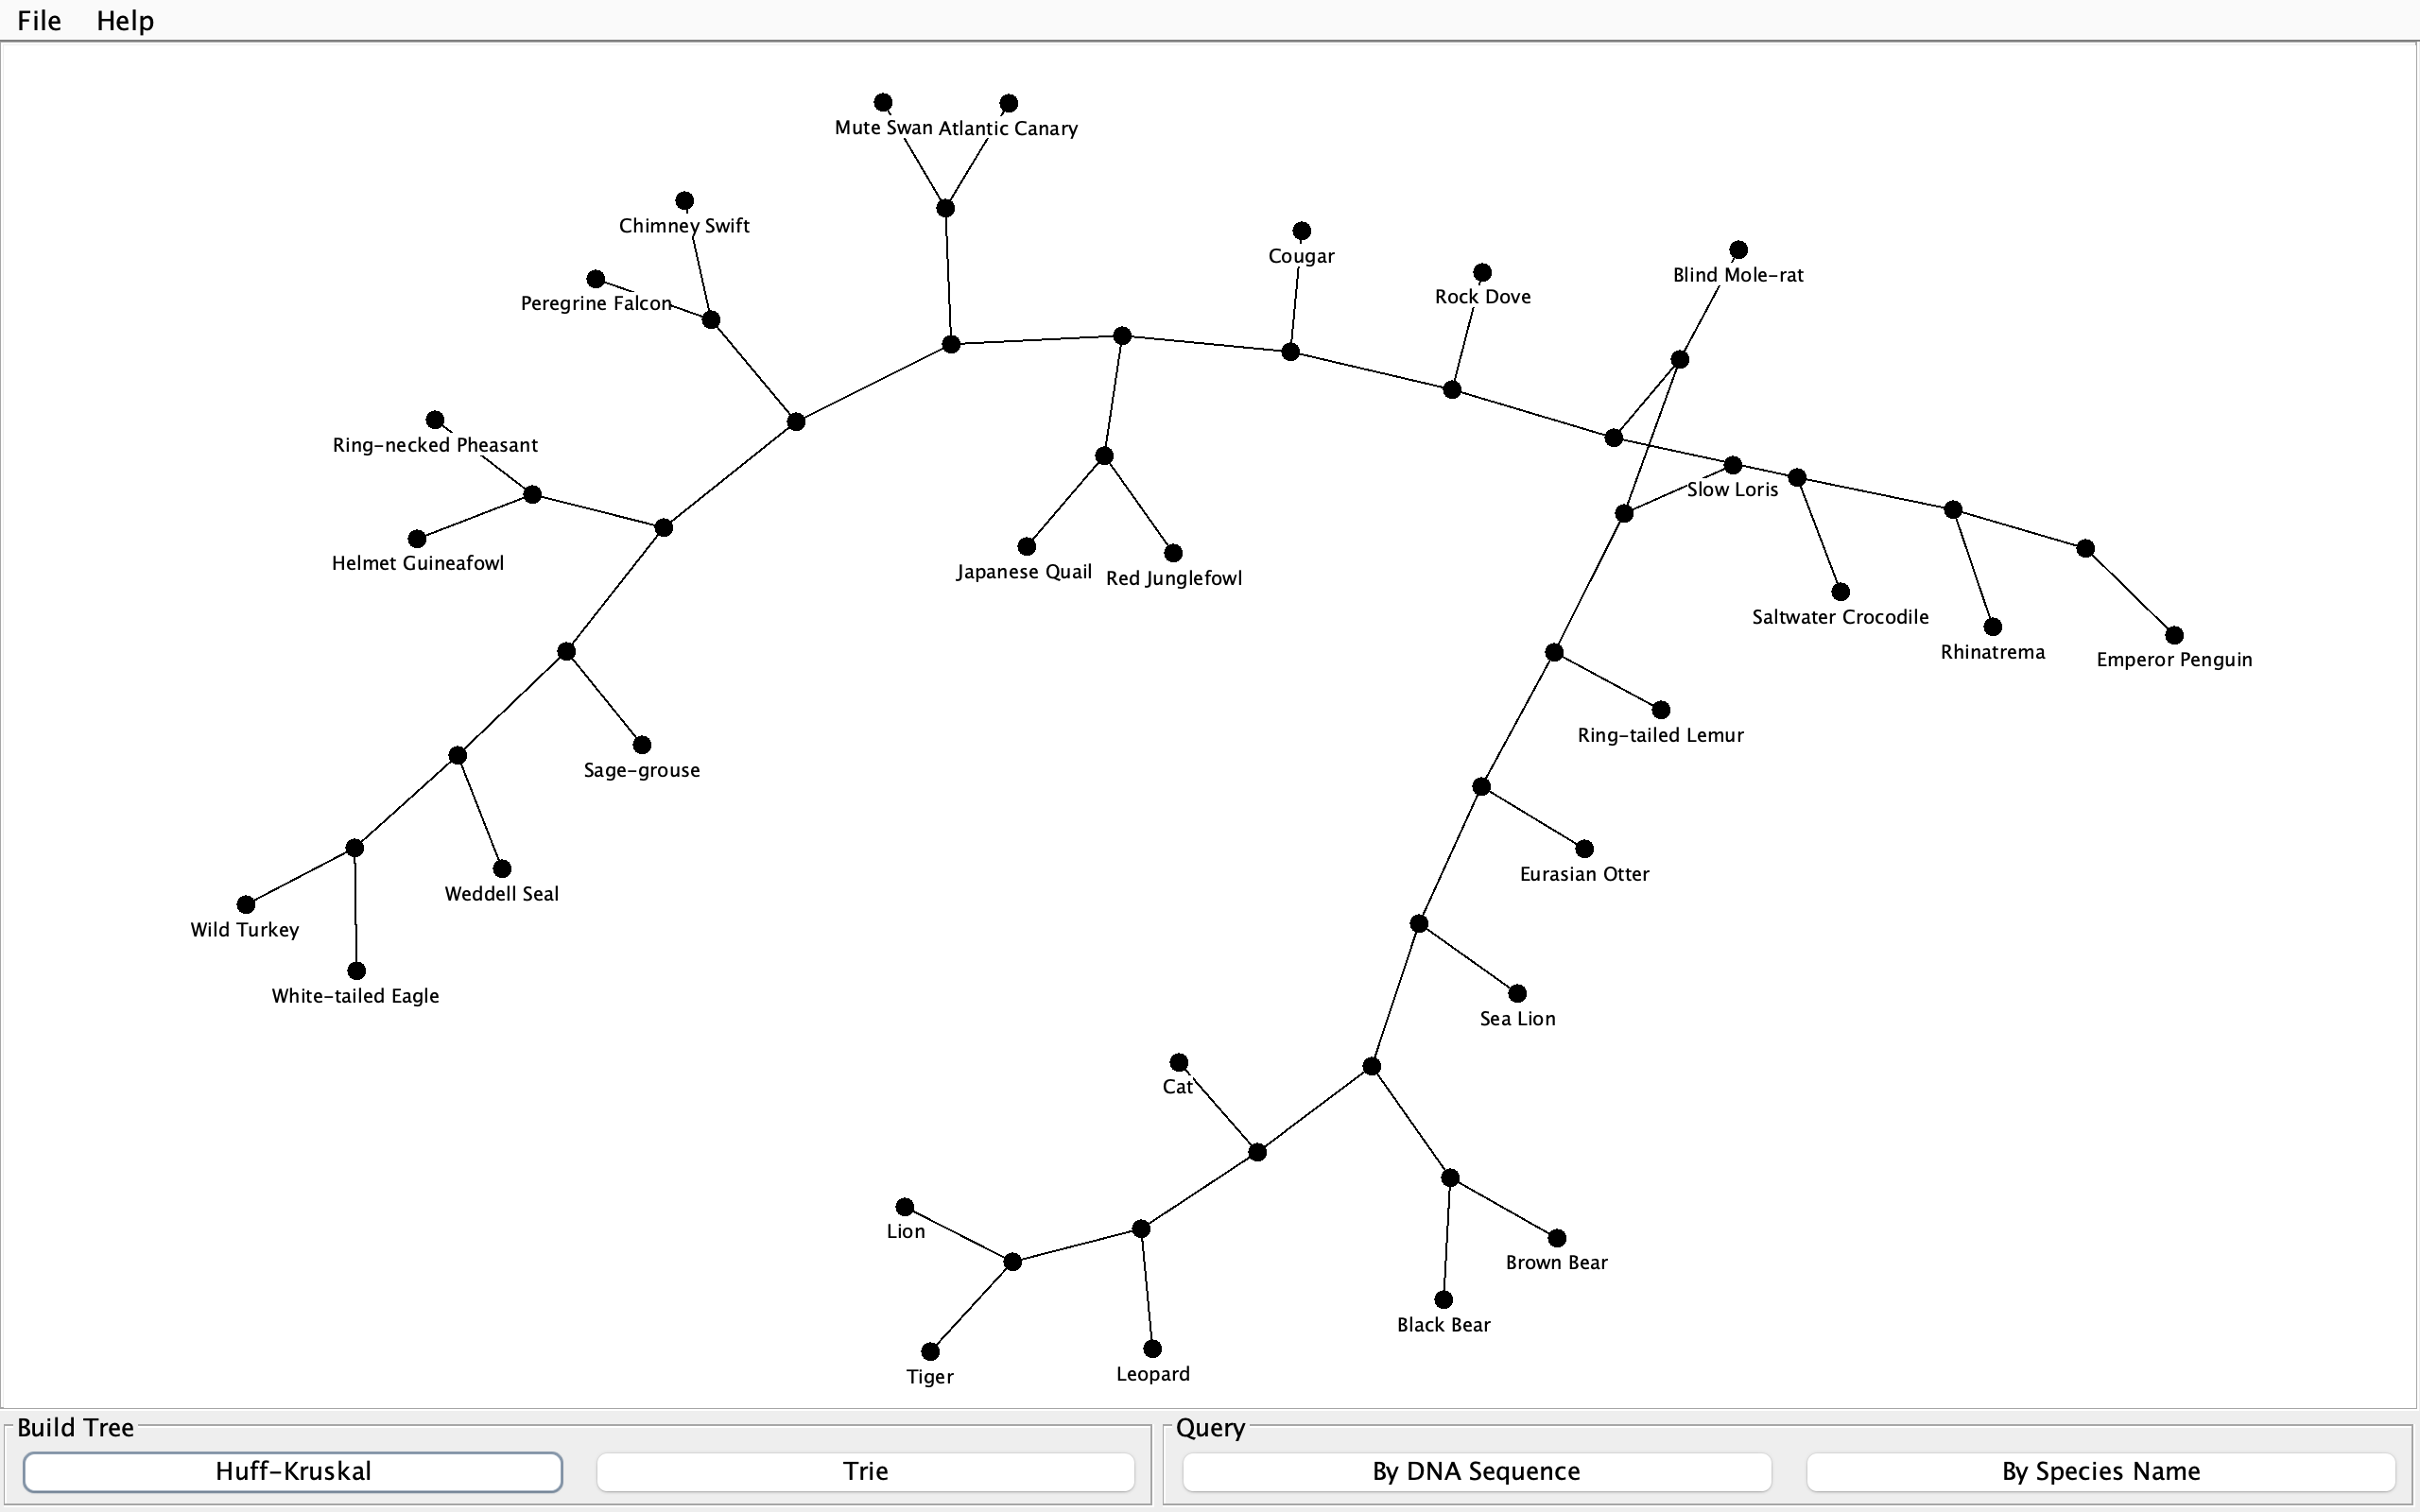 File Help
Mute Swan Atlantic Canary
Chimney Swift
Cougar
Blind Mole-rat
Rock Dove
Peregrine Falcon
Ring-necked Pheasant
Slow Loris
Helmet Guineafowl
Japanese Quail Red Junglefowl
Saltwater Crocodile
Rhinatrema
Emperor Penguin
Ring-tailed Lemur
Sage-grouse
Eurasian Otter
Weddell Seal
Wild Turkey
White-tailed Eagle
Sea Lion
Cat
Lion
Brown Bear
Black Bear
Leopard
Tiger
Build Tree
Huff-Kruskal Trie
Query
By DNA Sequence By Species Name